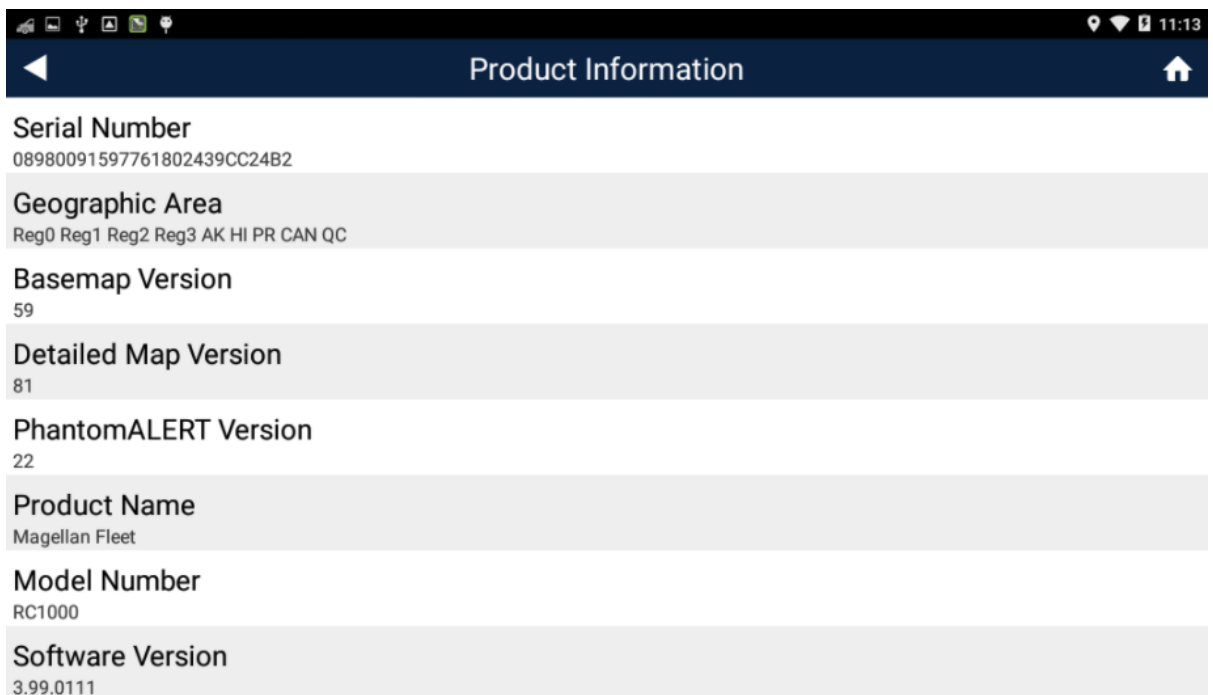 11:13
Product Information
Serial Number
08980091597761802439CC24B2
Geographic Area
Reg0 Reg1 Reg2 Reg3 AK HI PR CAN QC
Basemap Version
59
Detailed Map Version
81
PhantomALERT Version
22
Product Name
Magellan Fleet
Model Number
RC1000
Software Version
3.99.0111